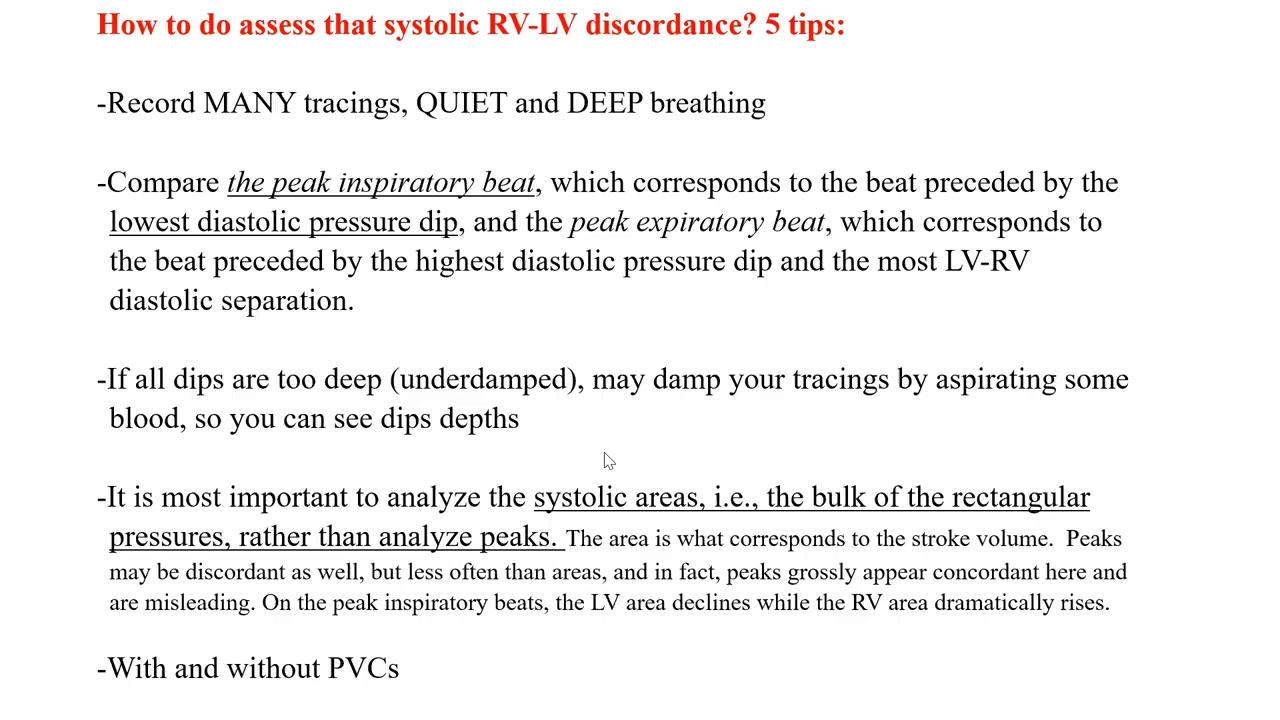 How to do assess that systolic RV-LV discordance? 5 tips:
-Record MANY tracings, QUIET and DEEP breathing
-Compare the peak inspiratory beat, which corresponds to the beat preceded by the
lowest diastolic pressure dip, and the peak expiratory beat, which corresponds to
the beat preceded by the highest diastolic pressure dip and the most LV-RV
diastolic separation.
-If all dips are too deep (underdamped), may damp your tracings by aspirating some
blood, so you can see dips depths
-It is most important to analyze the systolic areas, i.e., the bulk of the rectangular
pressures, rather than analyze peaks. The area is what corresponds to the stroke volume. Peaks
may be discordant as well, but less often than areas, and in fact, peaks grossly appear concordant here and
are misleading. On the peak inspiratory beats, the LV area declines while the RV area dramatically rises.
-With and without PVCs